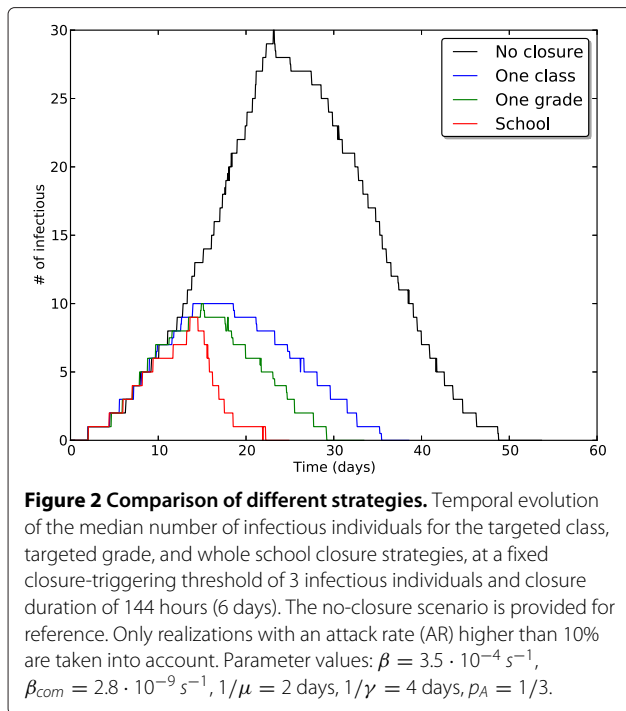 30
25
20
15
10
5
0
# of infectious
No closure
One class
One grade
School
0 10 20 30 40 50 60
Time (days)
Figure 2 Comparison of different strategies. Temporal evolution
of the median number of infectious individuals for the targeted class,
targeted grade, and whole school closure strategies, at a fixed
closure-triggering threshold of 3 infectious individuals and closure
duration of 144 hours (6 days). The no-closure scenario is provided for
reference. Only realizations with an attack rate (AR) higher than 10%
are taken into account. Parameter values: β = 3.5 · 10⁻⁴ s⁻¹,
β_com = 2.8 · 10⁻⁹ s⁻¹, 1/μ = 2 days, 1/γ = 4 days, p_A = 1/3.